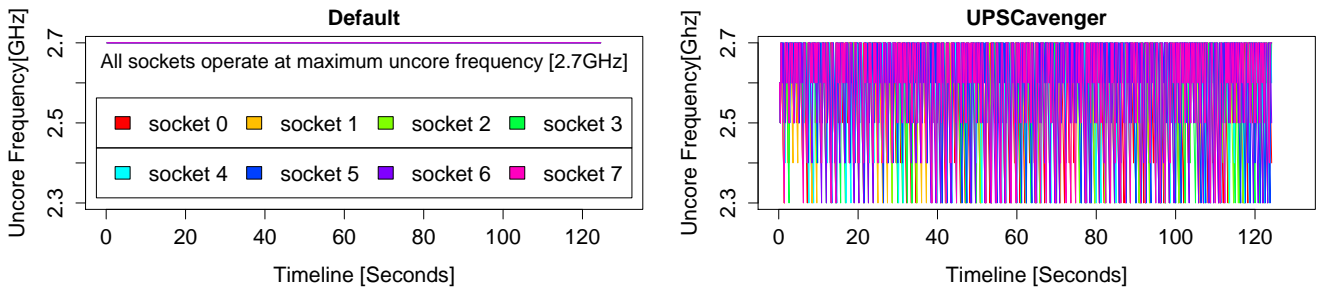 Default
Uncore Frequency[GHz]
2.7
2.5
2.3
All sockets operate at maximum uncore frequency [2.7GHz]
socket 0 socket 1 socket 2 socket 3
socket 4 socket 5 socket 6 socket 7
0 20 40 60 80 100 120
Timeline [Seconds]
UPSCavenger
Uncore Frequency[Ghz]
2.7
2.5
2.3
0 20 40 60 80 100 120
Timeline [Seconds]